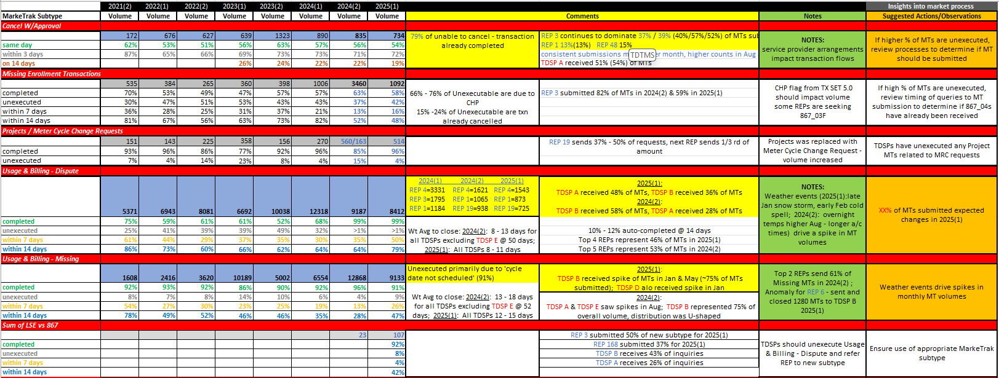 2021(2) 2022(1) 2022(2) 2023(1) 2023(2) 2024(1) 2024(2) 2025(1) Insights into market process
MarkeTrak Subtype Volume Volume Volume Volume Volume Volume Volume Volume Comments Notes Suggested Actions/Observations
Cancel W/Approval
172 676 627 639 1323 890 835 734
same day 62% 53% 51% 56% 63% 57% 56% 54%
within 3 days 87% 65% 66% 69% 73% 73% 71% 72%
on 14 days 26% 24% 22% 22% 19%
79% of unable to cancel - transaction
already completed
REP 3 continues to dominate 37% / 39% (40%/57%/52%) of MTs sub
REP 1 13%(13%) REP 48 15%
consistent submissions m er month, higher counts in Aug
TDTMS
TDSP A received 51% (54%) of MTs
NOTES:
service provider arrangements
impact transaction flows
If higher % of MTs are unexecuted,
review processes to determine if MT
should be submitted
Missing Enrollment Transactions
535 384 265 360 398 1006 3460 1092
completed 70% 53% 49% 47% 57% 57% 63% 58%
unexecuted 30% 47% 51% 53% 43% 43% 37% 42%
within 7 days 36% 28% 25% 31% 37% 21% 13% 16%
within 14 days 81% 67% 56% 63% 73% 82% 52% 48%
66% - 76% of Unexecutable are due to
CHP
15% -24% of Unexecutable are txn
already cancelled
REP 3 submitted 82% of MTs in 2024(2) & 59% in 2025(1)
CHP flag from TX SET 5.0
should impact volume
some REPs are seeking
867_03F
If high % of MTs are unexecuted,
review timing of queries to MT
submission to determine if 867_04s
have already been received
Projects / Meter Cycle Change Requests
151 143 225 358 156 270 560/163 514
completed 93% 96% 86% 77% 92% 96% 85% 96%
unexecuted 7% 4% 14% 23% 8% 4% 15% 4%
REP 19 sends 37% - 50% of requests, next REP sends 1/3 rd of
amount
Projects was replaced with
Meter Cycle Change Request -
volume increased
TDSPs have unexecuted any Project
MTs related to MRC requests
Usage & Billing - Dispute
5371 6943 8081 6692 10038 12318 9187 8412
completed 75% 59% 61% 61% 52% 68% 99% 99%
unexecuted 25% 41% 39% 39% 49% 32% >1% >1%
within 7 days 61% 44% 29% 37% 35% 30% 35% 50%
within 14 days 86% 73% 60% 66% 62% 64% 64% 79%
2024(1) 2024(2) 2025(1)
REP 4=3331 REP 4=1621 REP 4=1543
REP 3=1795 REP 1=1065 REP 1=873
REP 1=1184 REP 19=938 REP 19=725
Wt Avg to close: 2024(2): 8 - 13 days for
all TDSPs excluding TDSP E @ 50 days;
2025(1): All TDSPs 8 - 11 days
2025(1):
TDSP A received 48% of MTs, TDSP B received 36% of MTs
2024(2):
TDSP B received 58% of MTs, TDSP A received 28% of MTs
10% - 12% auto-completed @ 14 days
Top 4 REPs represent 46% of MTs in 2025(1)
Top 5 REPs represent 53% of MTs in 2024(2)
NOTES:
Weather events (2025(1):late
Jan snow storm, early Feb cold
spell; 2024(2): overnight
temps higher Aug - longer a/c
times) drive a spike in MT
volumes
XX% of MTs submitted expected
changes in 2025(1)
Usage & Billing - Missing
1608 2416 3620 10189 5002 6554 12868 9133
completed 92% 93% 92% 86% 90% 92% 96% 91%
unexecuted 8% 7% 8% 14% 10% 6% 4% 9%
within 7 days 54% 27% 30% 23% 25% 19% 13% 26%
within 14 days 78% 49% 52% 46% 46% 35% 28% 47%
Unexecuted primarily due to 'cycle
date not scheduled' (91%)
Wt Avg to close: 2024(2): 13 - 18 days
for all TDSPs excluding TDSP E @ 52
days; 2025(1): All TDSPs 12 - 15 days
2025(1):
TDSP B received spike of MTs in Jan & May (~75% of MTs
submitted); TDSP D alo received spike in Jan
2024(2):
TDSP A & TDSP E saw spikes in Aug; TDSP B represented 75% of
overall volume, distribution was U-shaped
Top 2 REPs send 61% of
Missing MTs in 2024(2) ;
Anomaly for REP 6 - sent and
closed 1280 MTs to TDSP B
2025(1)
Weather events drive spikes in
monthly MT volumes
Sum of LSE vs 867
23 107
completed 92%
unexecuted 8%
within 7 days 4%
within 14 days 42%
REP 3 submitted 50% of new subtype for 2025(1)
REP 168 submitted 37% for 2025(1)
TDSP B receives 43% of inquiries
TDSP A receives 26% of inquiries
TDSPs should unexecute Usage
& Billing - Dispute and refer
REP to new subtype
Ensure use of appropriate MarkeTrak
subtype